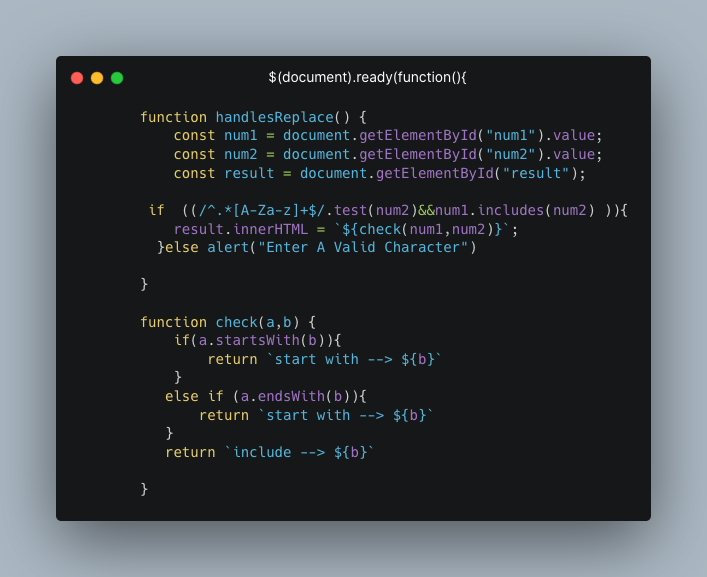 $(document).ready(function(){
function handlesReplace() {
const num1 = document.getElementById("num1").value;
const num2 = document.getElementById("num2").value;
const result = document.getElementById("result");
if  ((/^.*[A-Za-z]+$/.test(num2)&&num1.includes(num2) )){
result.innerHTML = `${check(num1,num2)}`;
}else alert("Enter A Valid Character")
}
function check(a,b) {
if(a.startsWith(b)){
return `start with --> ${b}`
}
else if (a.endsWith(b)){
return `start with --> ${b}`
}
return `include --> ${b}`
}